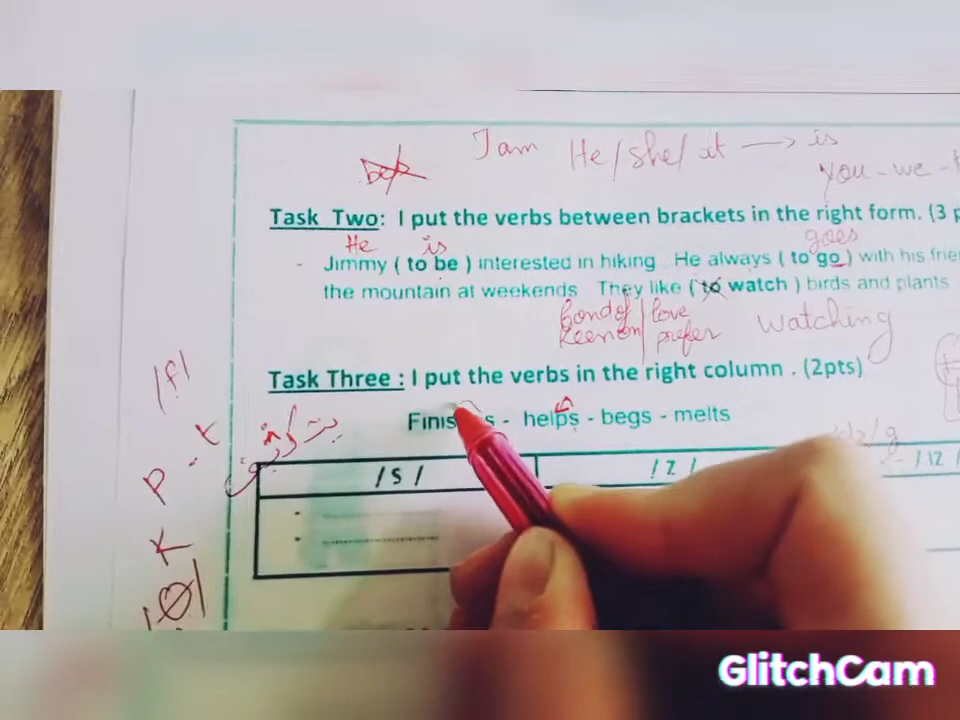 I am He/she/it → is
you - we -
Task Two: I put the verbs between brackets in the right form. (3
He is goes
- Jimmy ( to be ) interested in hiking. He always ( to go ) with his
the mountain at weekends. They like ( to watch ) birds and plants
fond of / love
keen on / prefer watching
Task Three : I put the verbs in the right column . (2pts)
- helps - begs - melts
/f/
t
P
K
/θ/
/ s / / z / / iz /
GlitchCam